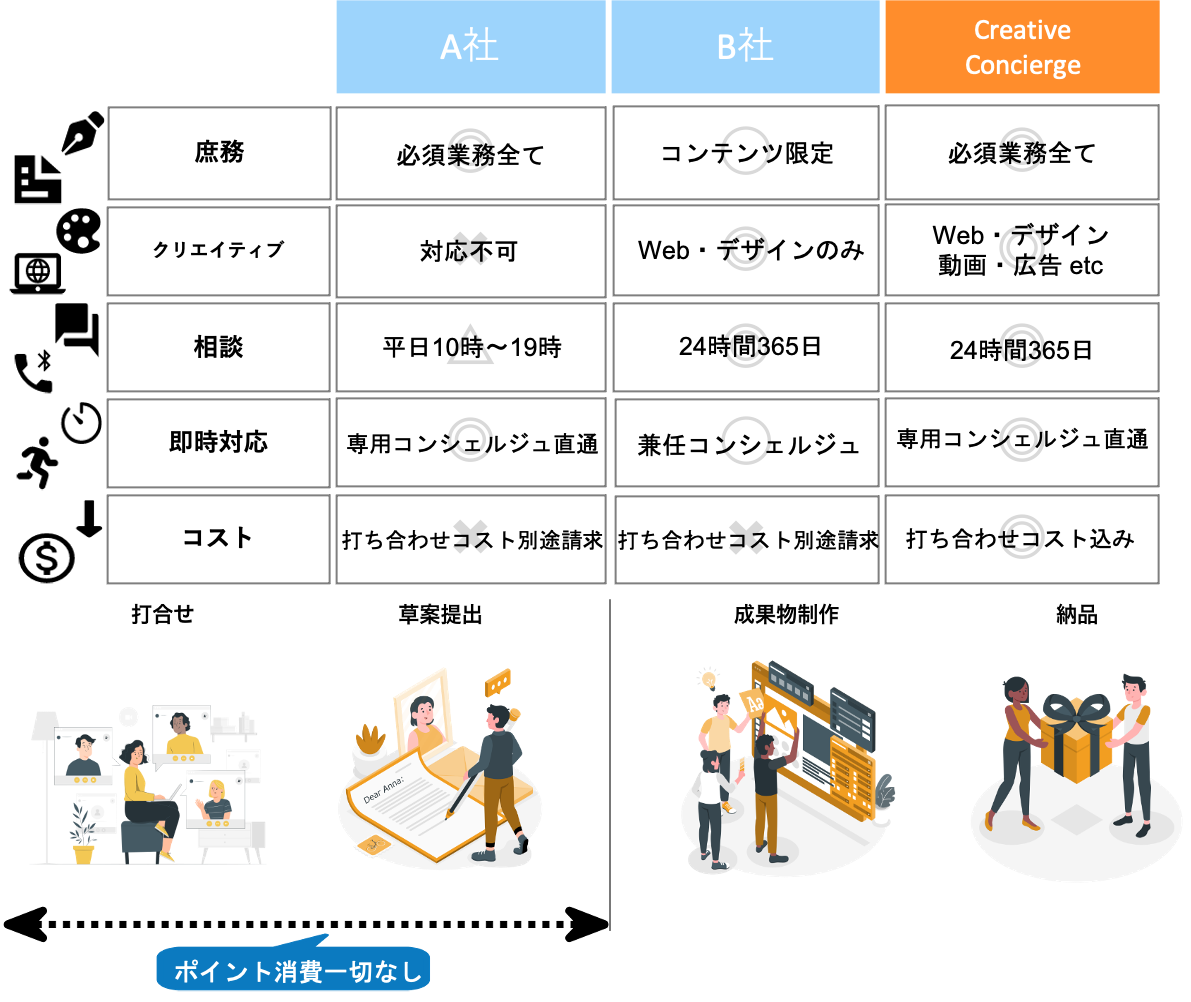 A社
B社
Creative
Concierge
庶務
必須業務全て
コンテンツ限定
必須業務全て
クリエイティブ
対応不可
Web・デザインのみ
Web・デザイン
動画・広告 etc
相談
平日10時〜19時
24時間365日
24時間365日
即時対応
専用コンシェルジュ直通
兼任コンシェルジュ
専用コンシェルジュ直通
コスト
打ち合わせコスト別途請求
打ち合わせコスト別途請求
打ち合わせコスト込み
打合せ
草案提出
成果物制作
納品
Aa
Dear Anna:
ポイント消費一切なし